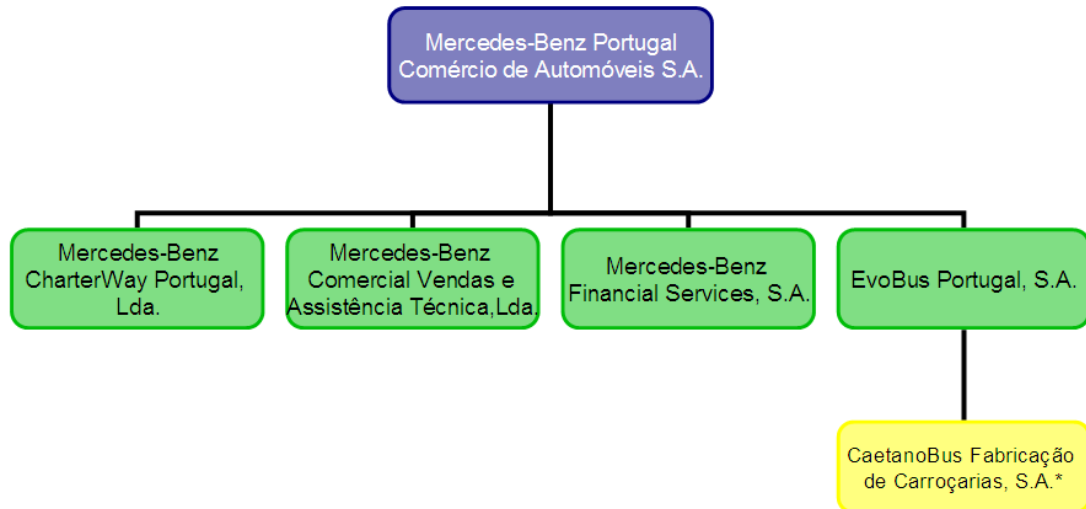 Mercedes-Benz Portugal
Comércio de Automóveis S.A.
Mercedes-Benz
CharterWay Portugal,
Lda.
Mercedes-Benz
Comercial Vendas e
Assistência Técnica,Lda.
Mercedes-Benz
Financial Services, S.A.
EvoBus Portugal, S.A.
CaetanoBus Fabricação
de Carroçarias, S.A.*